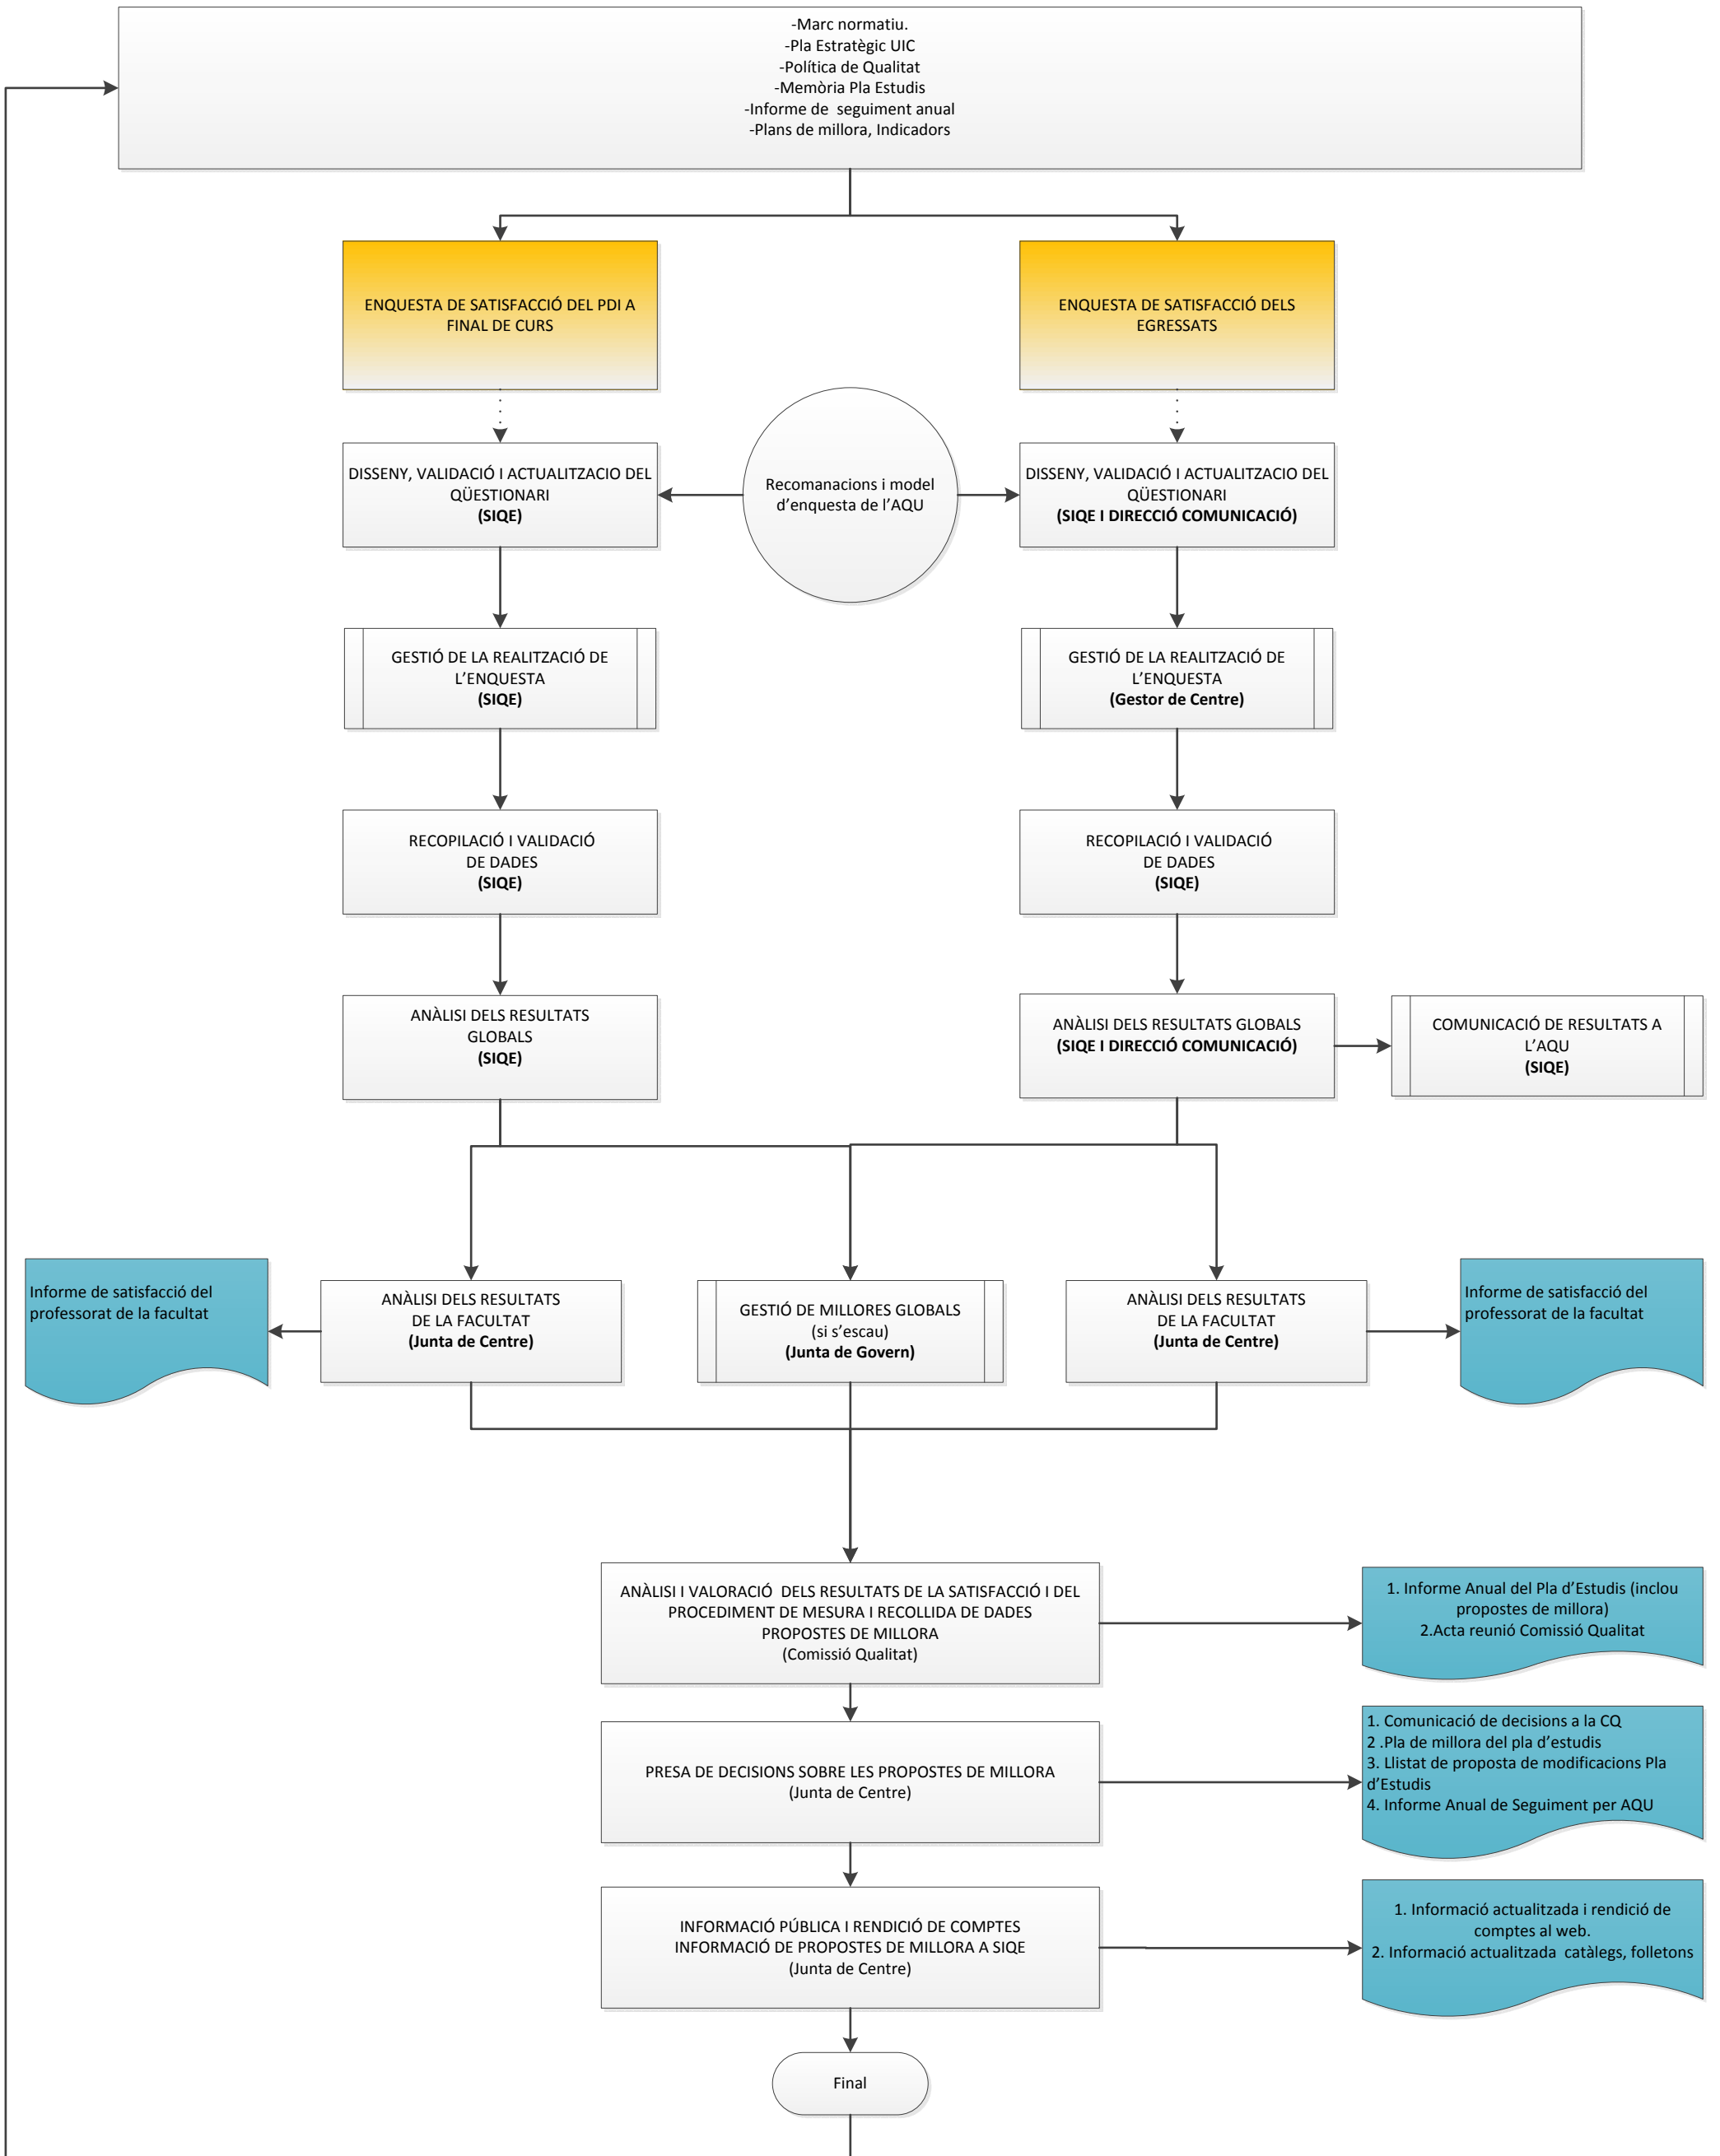 -Marc normatiu.
-Pla Estratègic UIC
-Política de Qualitat
-Memòria Pla Estudis
-Informe de seguiment anual
-Plans de millora, Indicadors
ENQUESTA DE SATISFACCIÓ DEL PDI A
FINAL DE CURS
ENQUESTA DE SATISFACCIÓ DELS
EGRESSATS
DISSENY, VALIDACIÓ I ACTUALITZACIO DEL
QÜESTIONARI
(SIQE)
Recomanacions i model
d’enquesta de l’AQU
DISSENY, VALIDACIÓ I ACTUALITZACIO DEL
QÜESTIONARI
(SIQE I DIRECCIÓ COMUNICACIÓ)
GESTIÓ DE LA REALITZACIÓ DE
L’ENQUESTA
(SIQE)
GESTIÓ DE LA REALITZACIÓ DE
L’ENQUESTA
(Gestor de Centre)
RECOPILACIÓ I VALIDACIÓ
DE DADES
(SIQE)
RECOPILACIÓ I VALIDACIÓ
DE DADES
(SIQE)
ANÀLISI DELS RESULTATS
GLOBALS
(SIQE)
ANÀLISI DELS RESULTATS GLOBALS
(SIQE I DIRECCIÓ COMUNICACIÓ)
COMUNICACIÓ DE RESULTATS A
L’AQU
(SIQE)
Informe de satisfacció del
professorat de la facultat
ANÀLISI DELS RESULTATS
DE LA FACULTAT
(Junta de Centre)
GESTIÓ DE MILLORES GLOBALS
(si s’escau)
(Junta de Govern)
ANÀLISI DELS RESULTATS
DE LA FACULTAT
(Junta de Centre)
Informe de satisfacció del
professorat de la facultat
ANÀLISI I VALORACIÓ DELS RESULTATS DE LA SATISFACCIÓ I DEL
PROCEDIMENT DE MESURA I RECOLLIDA DE DADES
PROPOSTES DE MILLORA
(Comissió Qualitat)
1. Informe Anual del Pla d’Estudis (inclou
propostes de millora)
2.Acta reunió Comissió Qualitat
PRESA DE DECISIONS SOBRE LES PROPOSTES DE MILLORA
(Junta de Centre)
1. Comunicació de decisions a la CQ
2 .Pla de millora del pla d’estudis
3. Llistat de proposta de modificacions Pla
d’Estudis
4. Informe Anual de Seguiment per AQU
INFORMACIÓ PÚBLICA I RENDICIÓ DE COMPTES
INFORMACIÓ DE PROPOSTES DE MILLORA A SIQE
(Junta de Centre)
1. Informació actualitzada i rendició de
comptes al web.
2. Informació actualitzada catàlegs, folletons
Final